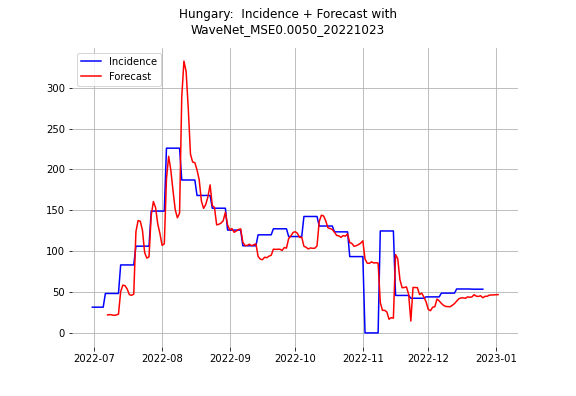 Hungary:  Incidence + Forecast with
WaveNet_MSE0.0050_20221023
Incidence
Forecast
300
250
200
150
100
50
0
2022-07 2022-08 2022-09 2022-10 2022-11 2022-12 2023-01